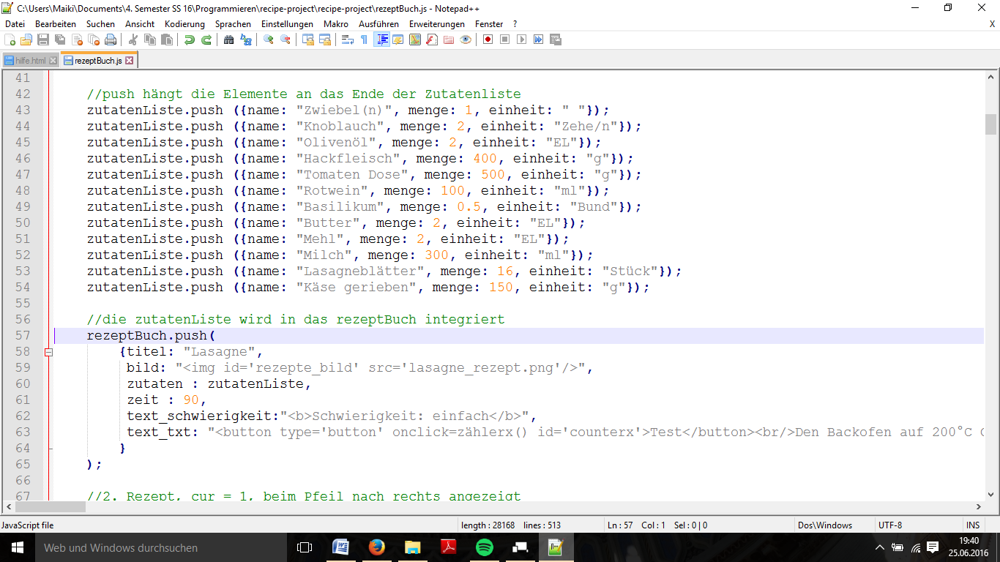 C:\Users\Maiki\Documents\4. Semester SS 16\Programmieren\recipe-project\recipe-project\rezeptBuch.js - Notepad++
Datei Bearbeiten Suchen Ansicht Kodierung Sprachen Einstellungen Makro Ausführen Erweiterungen Fenster ? X
hilfe.html rezeptBuch.js
41
42 //push hängt die Elemente an das Ende der Zutatenliste
43 zutatenListe.push ({name: "Zwiebel(n)", menge: 1, einheit: " "});
44 zutatenListe.push ({name: "Knoblauch", menge: 2, einheit: "Zehe/n"});
45 zutatenListe.push ({name: "Olivenöl", menge: 2, einheit: "EL"});
46 zutatenListe.push ({name: "Hackfleisch", menge: 400, einheit: "g"});
47 zutatenListe.push ({name: "Tomaten Dose", menge: 500, einheit: "g"});
48 zutatenListe.push ({name: "Rotwein", menge: 100, einheit: "ml"});
49 zutatenListe.push ({name: "Basilikum", menge: 0.5, einheit: "Bund"});
50 zutatenListe.push ({name: "Butter", menge: 2, einheit: "EL"});
51 zutatenListe.push ({name: "Mehl", menge: 2, einheit: "EL"});
52 zutatenListe.push ({name: "Milch", menge: 300, einheit: "ml"});
53 zutatenListe.push ({name: "Lasagneblätter", menge: 16, einheit: "Stück"});
54 zutatenListe.push ({name: "Käse gerieben", menge: 150, einheit: "g"});
55
56 //die zutatenListe wird in das rezeptBuch integriert
57 rezeptBuch.push(
58 {titel: "Lasagne",
59 bild: "<img id='rezepte_bild' src='lasagne_rezept.png'/>",
60 zutaten : zutatenListe,
61 zeit : 90,
62 text_schwierigkeit:"<b>Schwierigkeit: einfach</b>",
63 text_txt: "<button type='button' onclick=zählerx() id='counterx'>Test</button><br/>Den Backofen auf 200°C
64 }
65 );
66
67 //2. Rezept, cur = 1, beim Pfeil nach rechts angezeigt
JavaScript file length : 28168 lines : 513 Ln : 57 Col : 1 Sel : 0 | 0 Dos\Windows UTF-8 INS
Web und Windows durchsuchen
19:40
25.06.2016